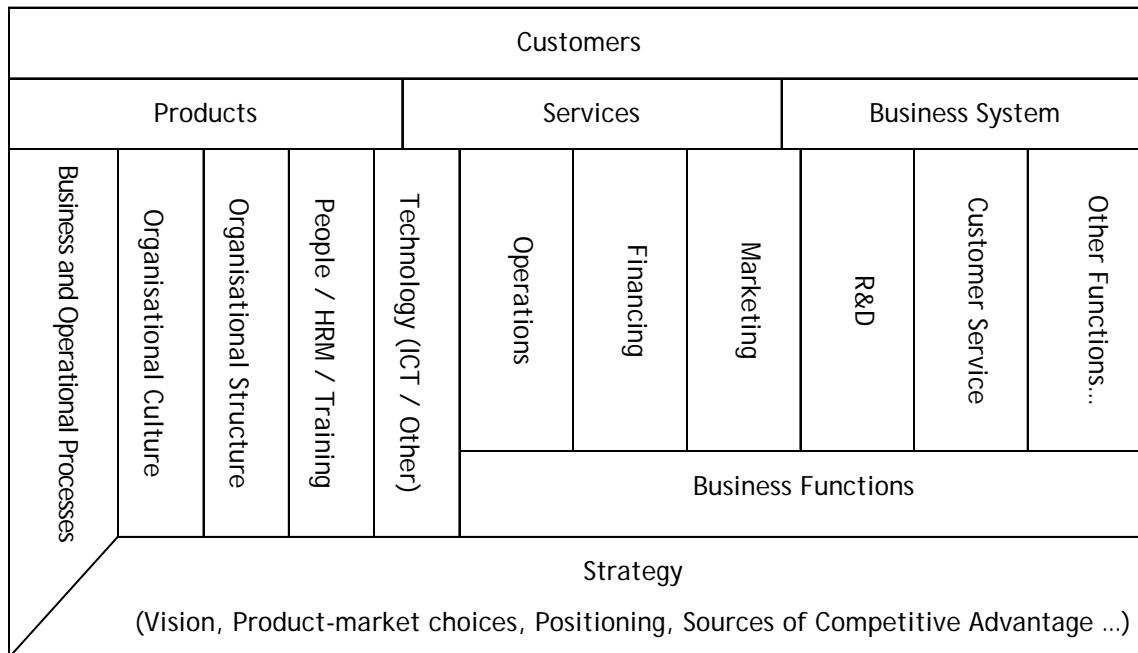 Customers
Products
Services
Business System
Business and Operational Processes
Organisational Culture
Organisational Structure
People / HRM / Training
Technology (ICT / Other)
Operations
Financing
Marketing
R&D
Customer Service
Other Functions...
Business Functions
Strategy
(Vision, Product-market choices, Positioning, Sources of Competitive Advantage ...)